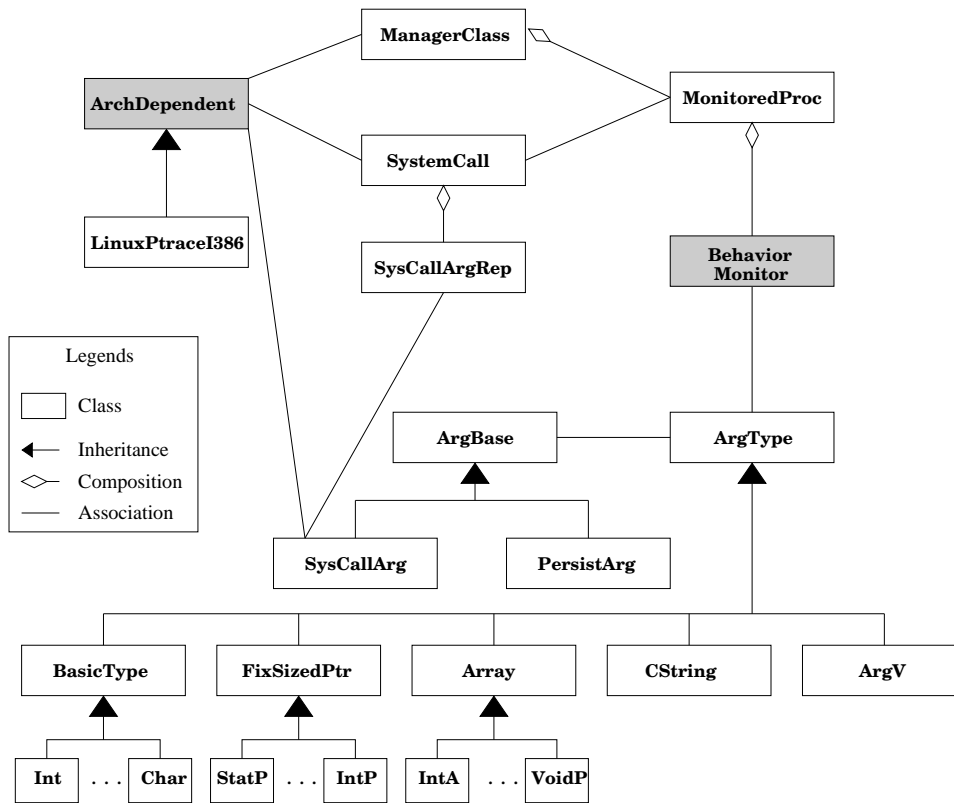 ManagerClass
ArchDependent
MonitoredProc
SystemCall
LinuxPtraceI386
SysCallArgRep
Behavior
Monitor
Legends
Class
Inheritance
Composition
Association
ArgBase
ArgType
SysCallArg
PersistArg
BasicType
FixSizedPtr
Array
CString
ArgV
Int . . . Char
StatP . . . IntP
IntA . . . VoidP